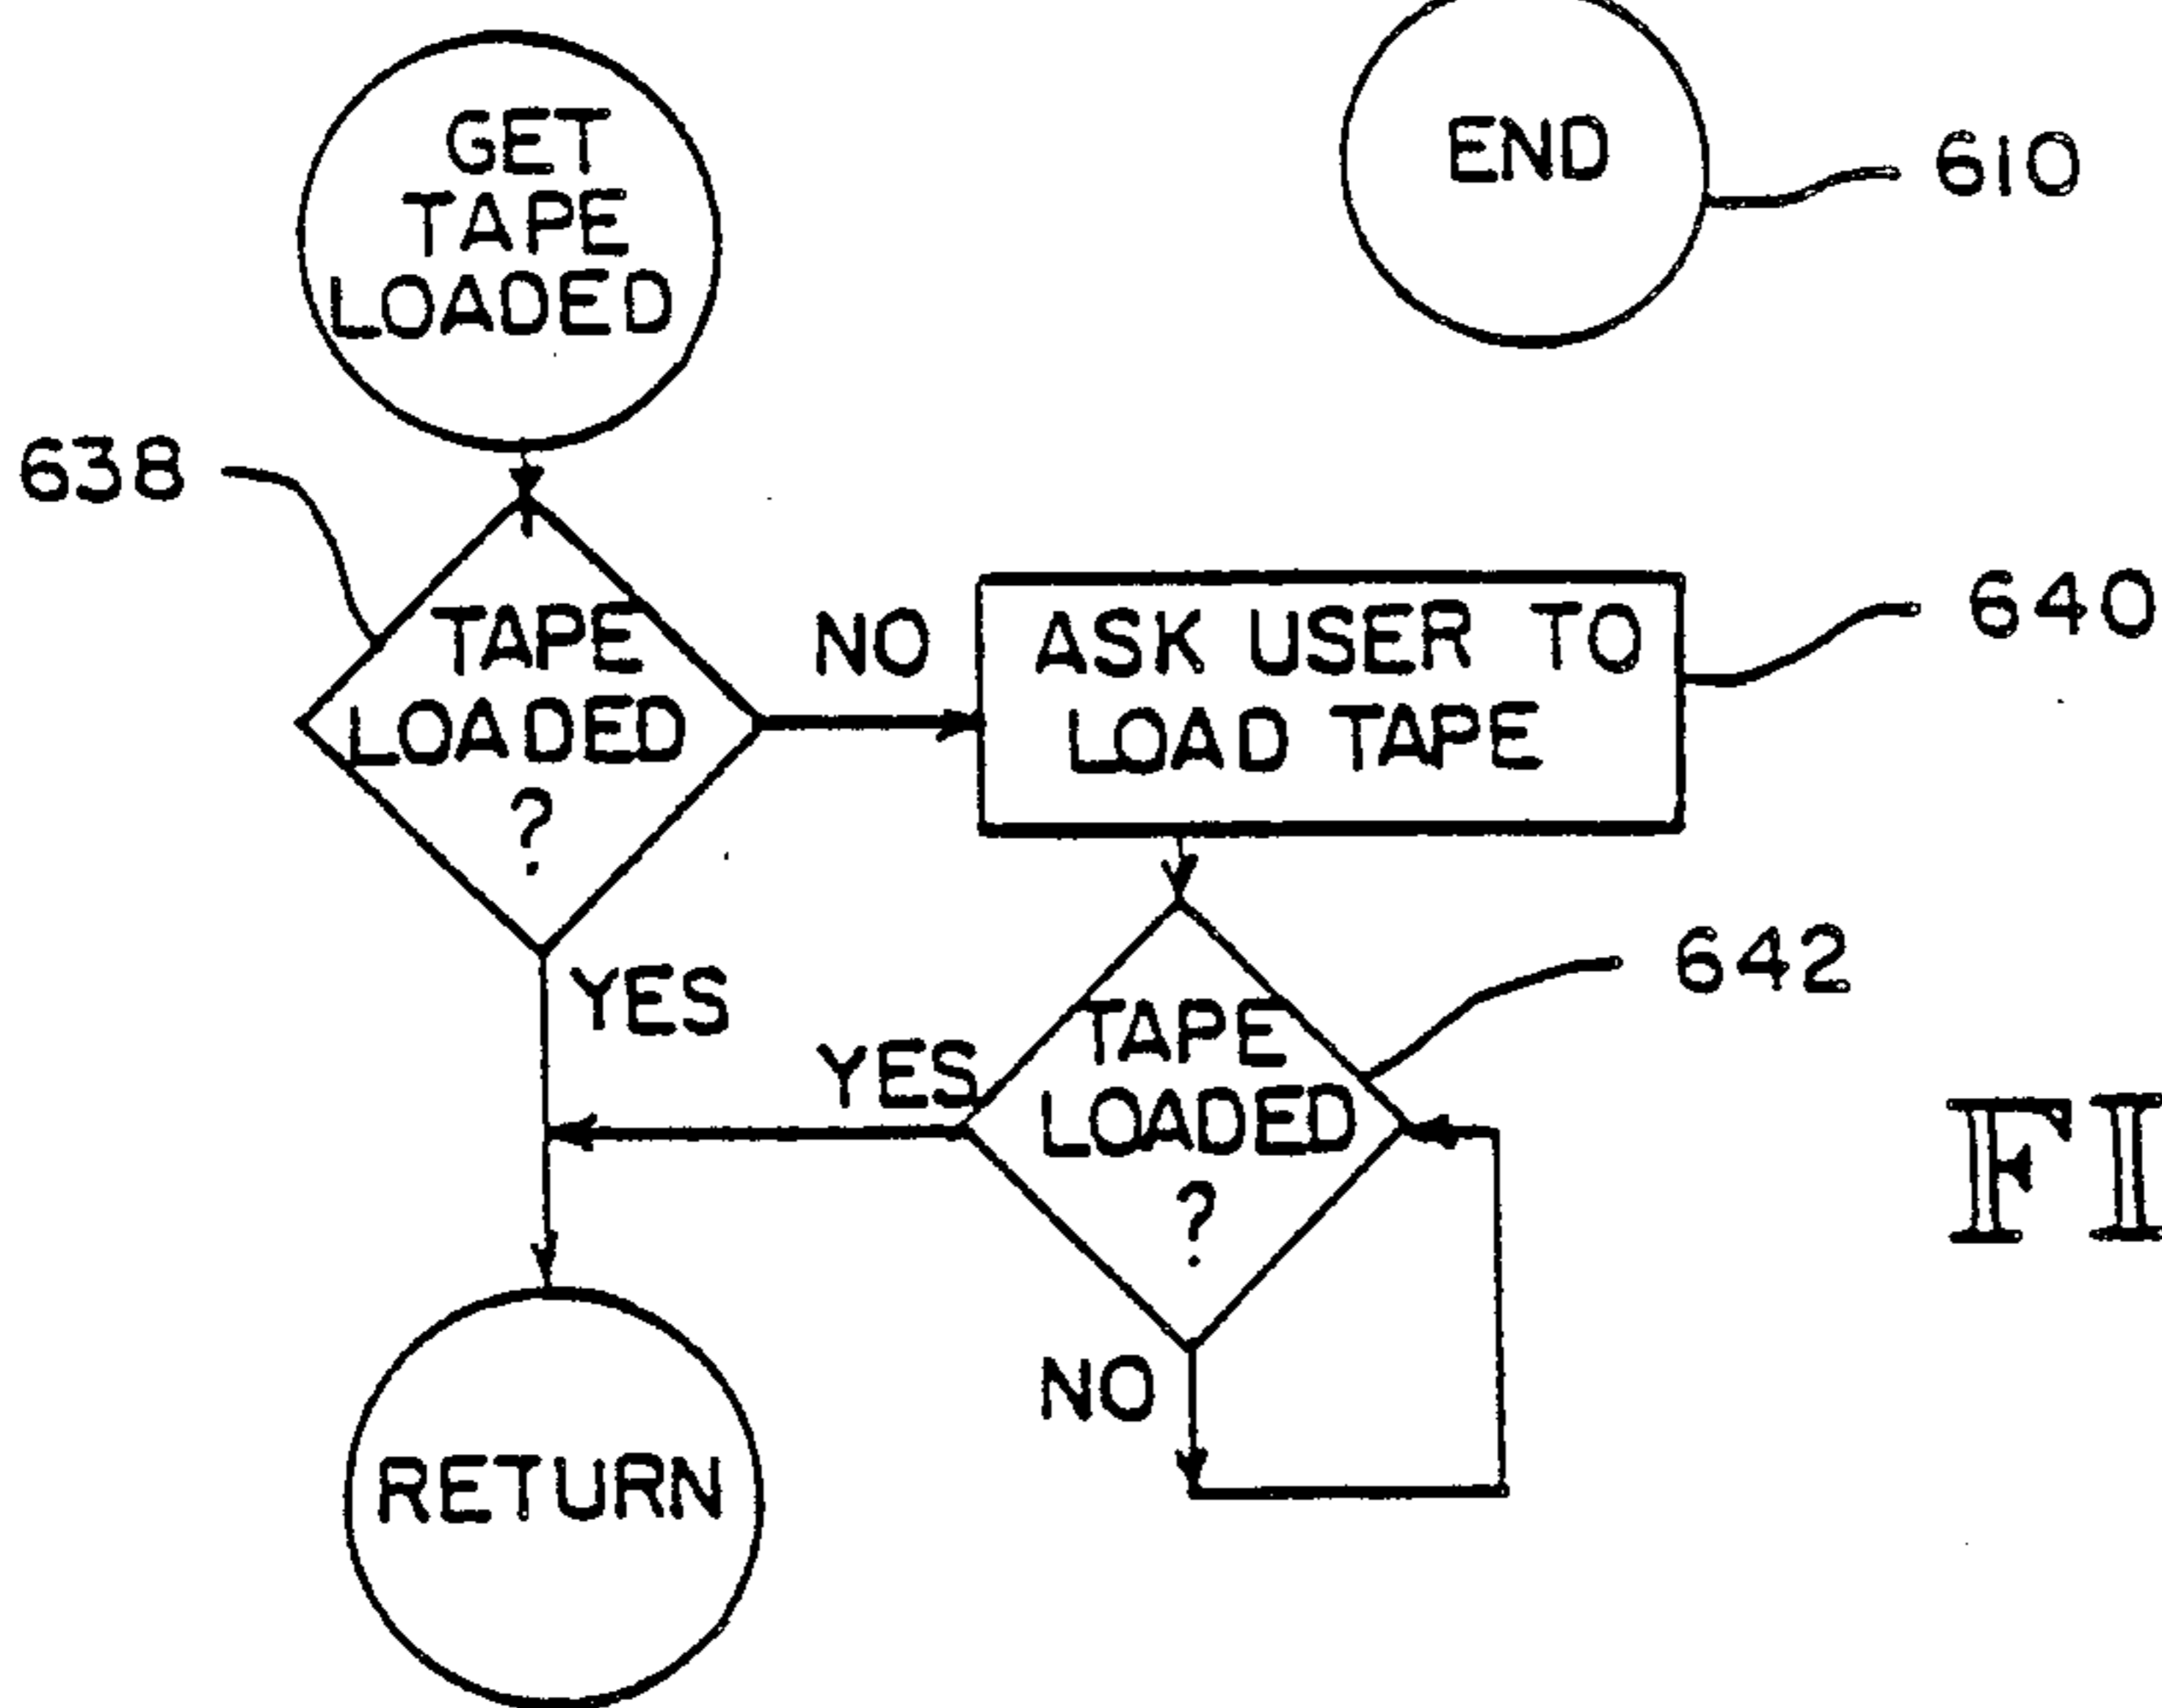 GET
TAPE
LOADED
END
610
638
TAPE
LOADED
?
NO
ASK USER TO
LOAD TAPE
640
YES
YES
TAPE
LOADED
?
642
NO
RETURN
FI